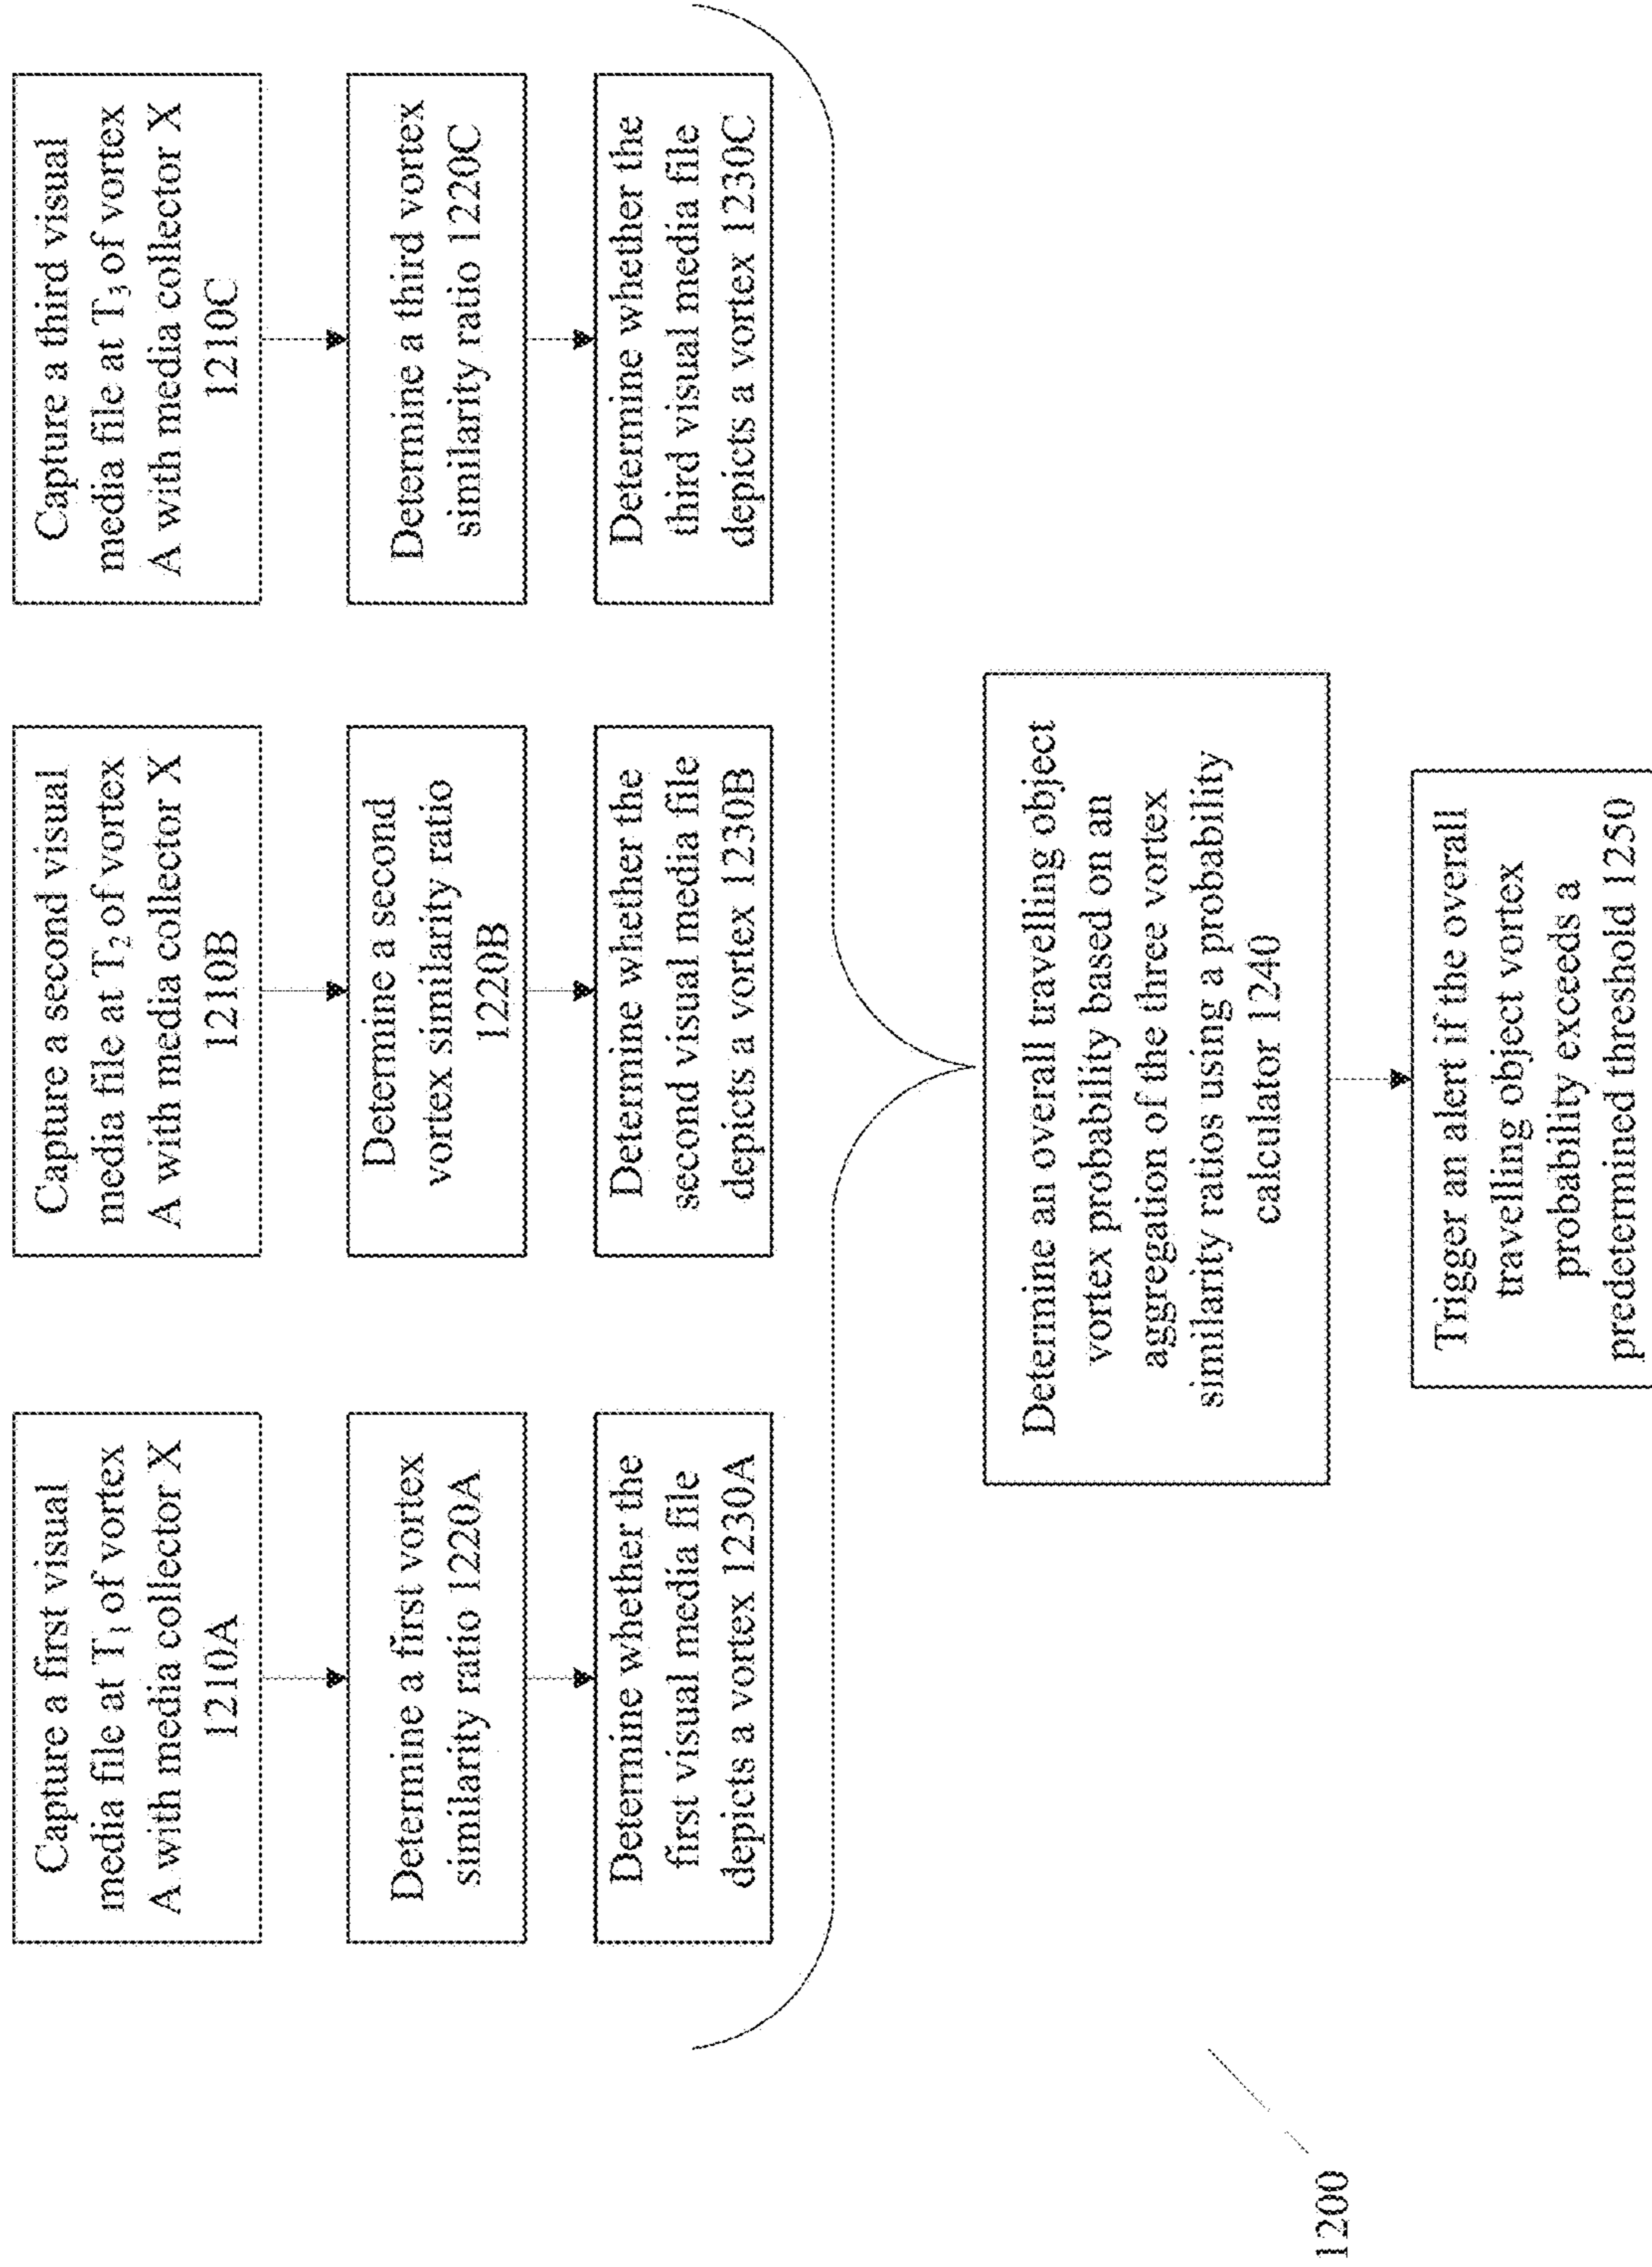 Capture a first visual
media file at T1 of vortex
A with media collector X
1210A
Determine a first vortex
similarity ratio 1220A
Determine whether the
first visual media file
depicts a vortex 1230A
Capture a second visual
media file at T2 of vortex
A with media collector X
1210B
Determine a second
vortex similarity ratio
1220B
Determine whether the
second visual media file
depicts a vortex 1230B
Capture a third visual
media file at T3 of vortex
A with media collector X
1210C
Determine a third vortex
similarity ratio 1220C
Determine whether the
third visual media file
depicts a vortex 1230C
Determine an overall travelling object
vortex probability based on an
aggregation of the three vortex
similarity ratios using a probability
calculator 1240
Trigger an alert if the overall
travelling object vortex
probability exceeds a
predetermined threshold 1250
1200